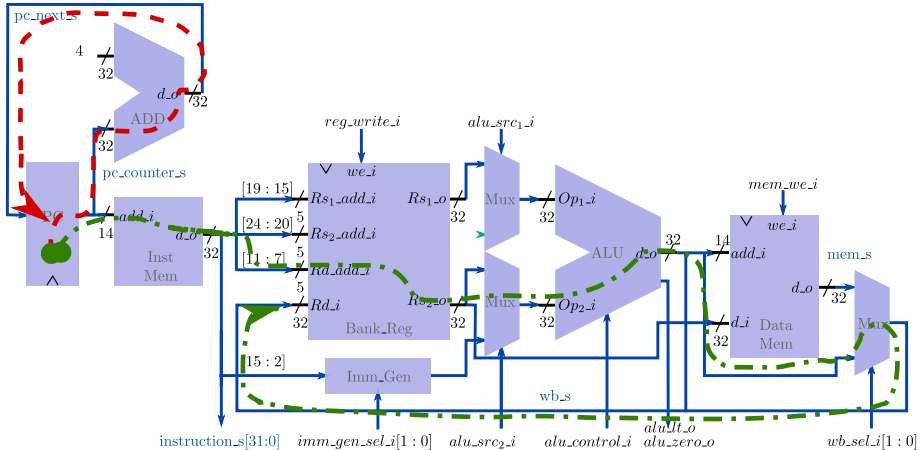 pc_next_s
4
32
d_o
32
ADD
32
pc_counter_s
PC
add_i
14
d_o
32
Inst
Mem
reg_write_i
we_i
[19 : 15]
5
Rs1_add_i
Rs1_o
32
[24 : 20]
5
Rs2_add_i
[11 : 7]
5
Rd_add_i
Rs2_o
32
Rd_i
32
Bank_Reg
[15 : 2]
Imm_Gen
alu_src1_i
Mux
Mux
32
Op1_i
ALU
d_o
32
32
Op2_i
mem_we_i
we_i
14
add_i
mem_s
d_o
32
d_i
32
Data
Mem
Mux
wb_s
instruction_s[31:0]
imm_gen_sel_i[1 : 0]
alu_src2_i
alu_control_i
alu_lt_o
alu_zero_o
wb_sel_i[1 : 0]